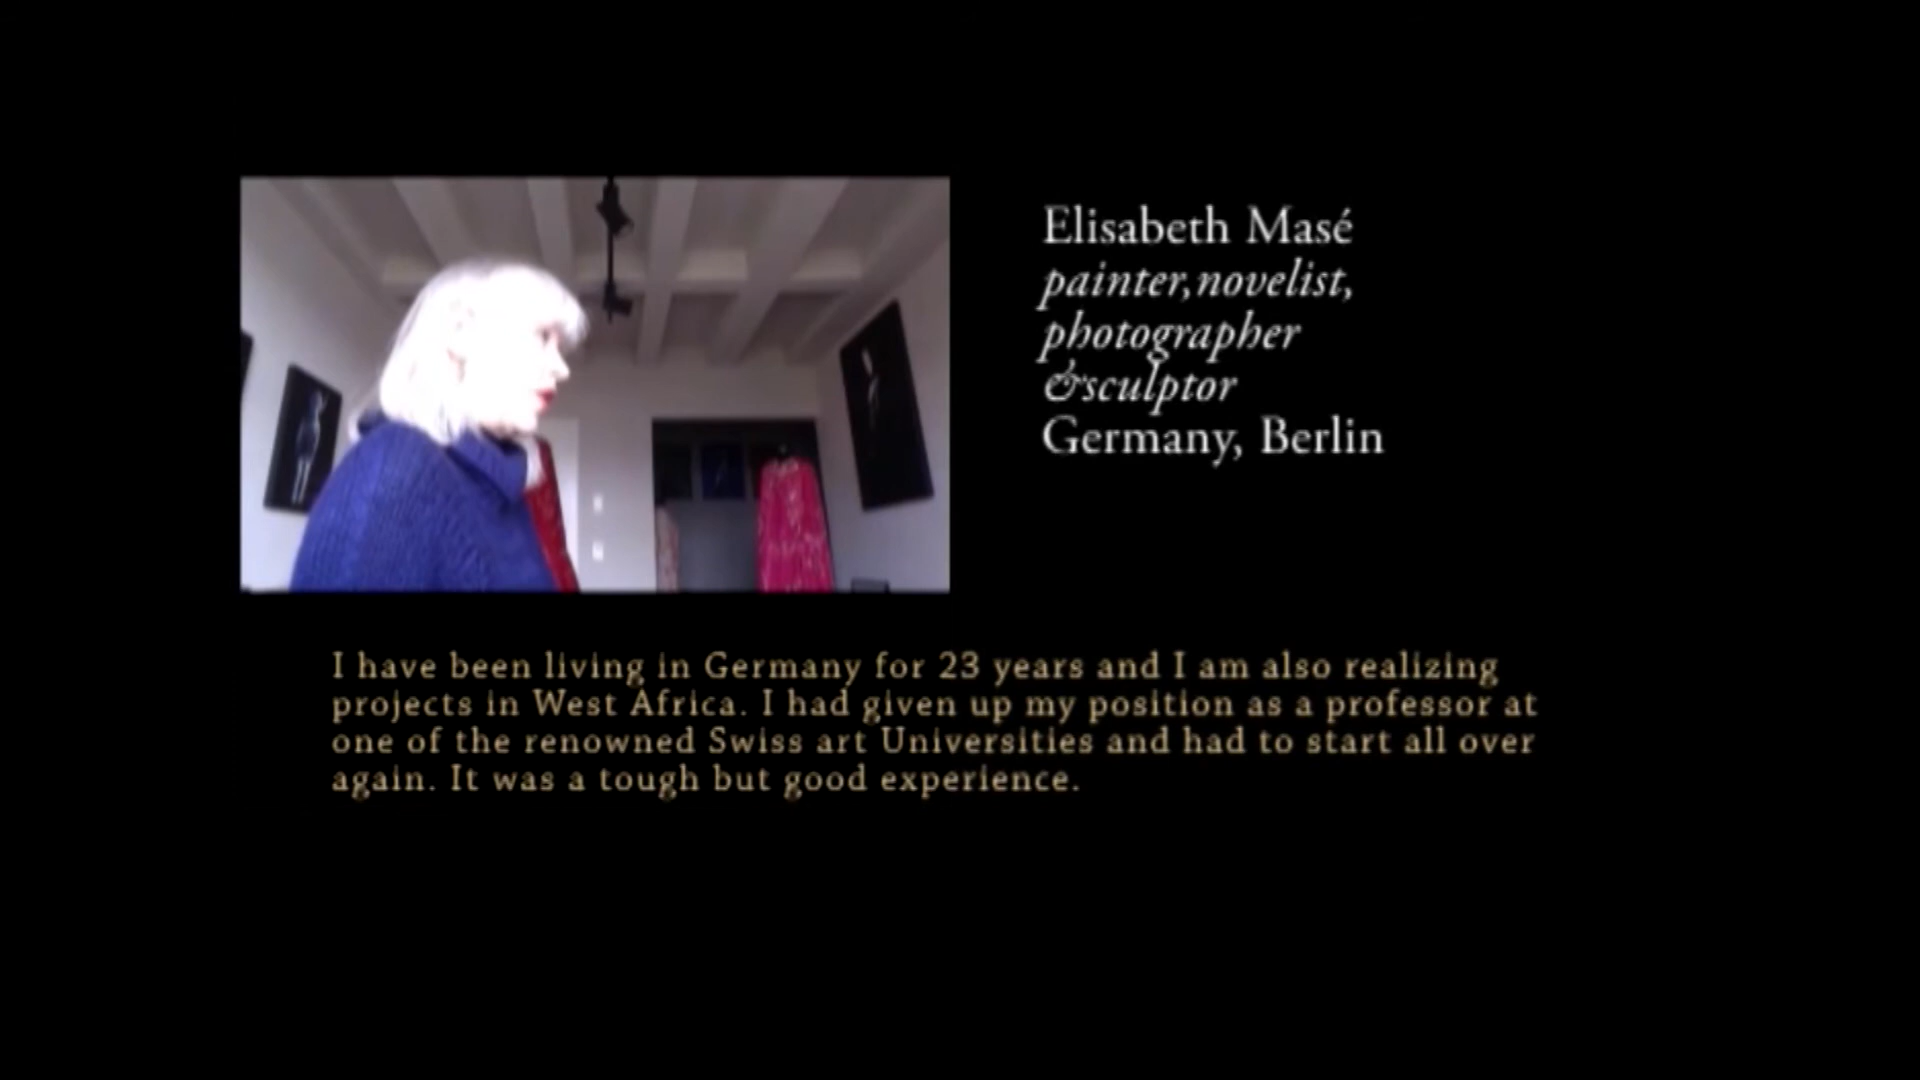 Elisabeth Masé
painter, novelist,
photographer
&sculptor
Germany, Berlin
I have been living in Germany for 23 years and I am also realizing
projects in West Africa. I had given up my position as a professor at
one of the renowned Swiss art Universities and had to start all over
again. It was a tough but good experience.